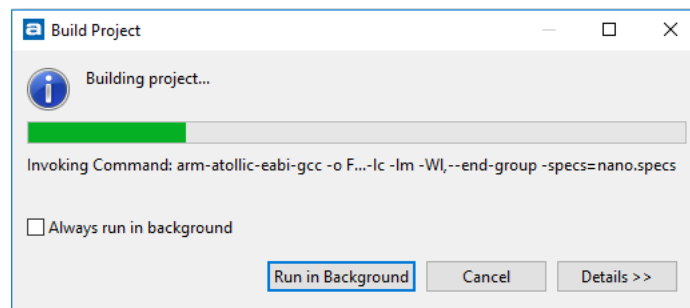 Build Project
Building project...
Invoking Command: arm-atollic-eabi-gcc -o F...-lc -lm -Wl,--end-group -specs=nano.specs
Always run in background
Run in Background Cancel Details >>